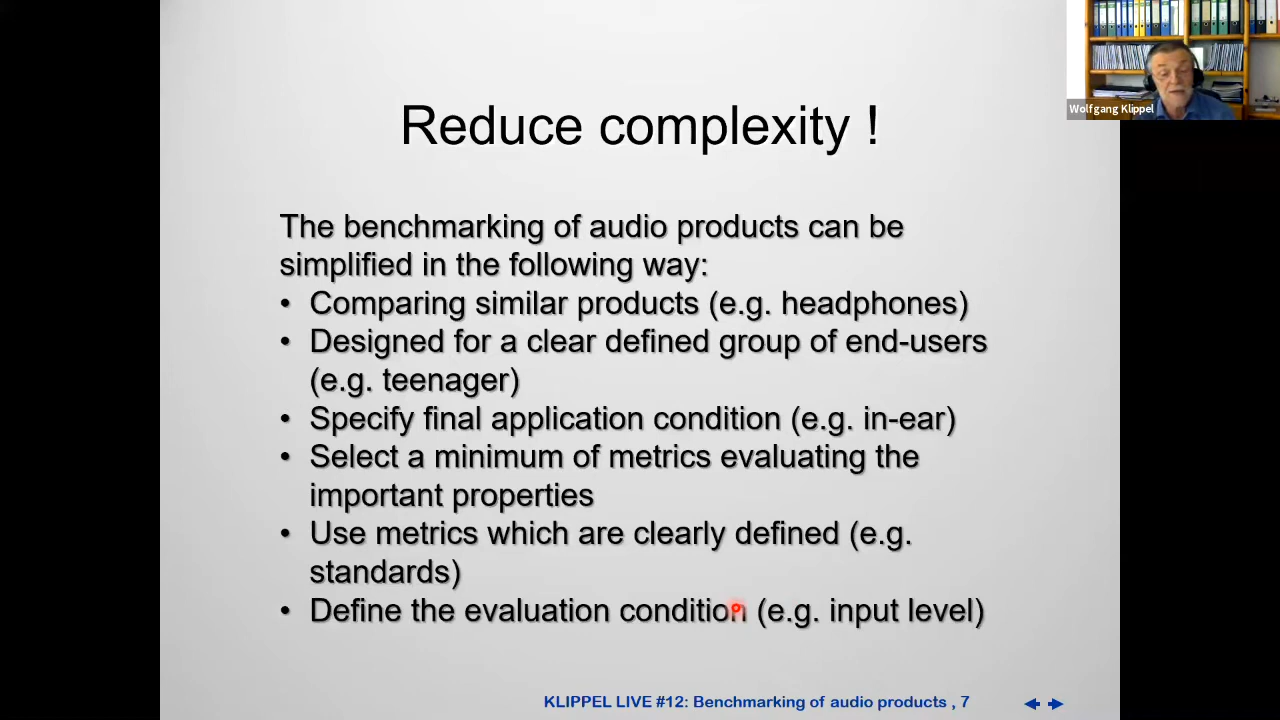 Wolfgang Klippel
Reduce complexity !
The benchmarking of audio products can be
simplified in the following way:
• Comparing similar products (e.g. headphones)
• Designed for a clear defined group of end-users
(e.g. teenager)
• Specify final application condition (e.g. in-ear)
• Select a minimum of metrics evaluating the
important properties
• Use metrics which are clearly defined (e.g.
standards)
• Define the evaluation condition (e.g. input level)
KLIPPEL LIVE #12: Benchmarking of audio products , 7